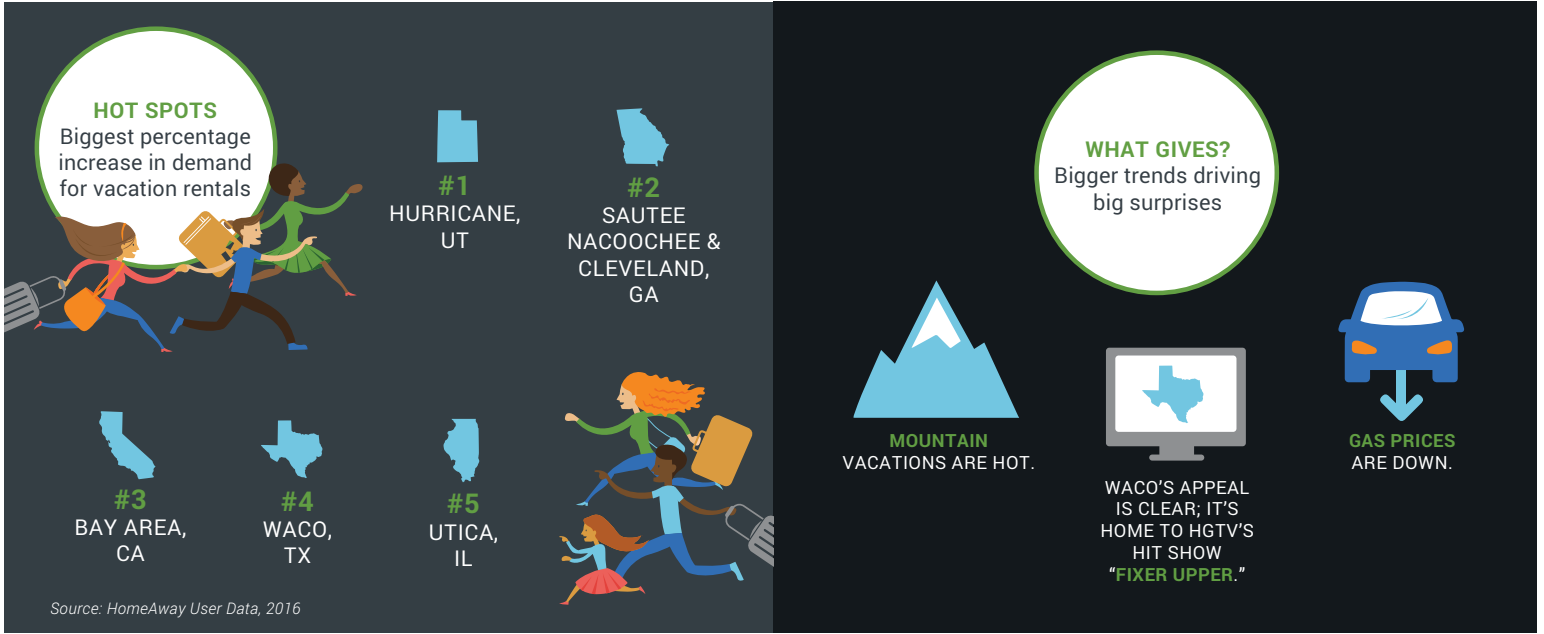 HOT SPOTS
Biggest percentage
increase in demand
for vacation rentals
#1
HURRICANE,
UT
#2
SAUTEE
NACOOCHEE &
CLEVELAND,
GA
#3
BAY AREA,
CA
#4
WACO,
TX
#5
UTICA,
IL
Source: HomeAway User Data, 2016
WHAT GIVES?
Bigger trends driving
big surprises
MOUNTAIN
VACATIONS ARE HOT.
WACO’S APPEAL
IS CLEAR; IT’S
HOME TO HGTV’S
HIT SHOW
“FIXER UPPER.”
GAS PRICES
ARE DOWN.